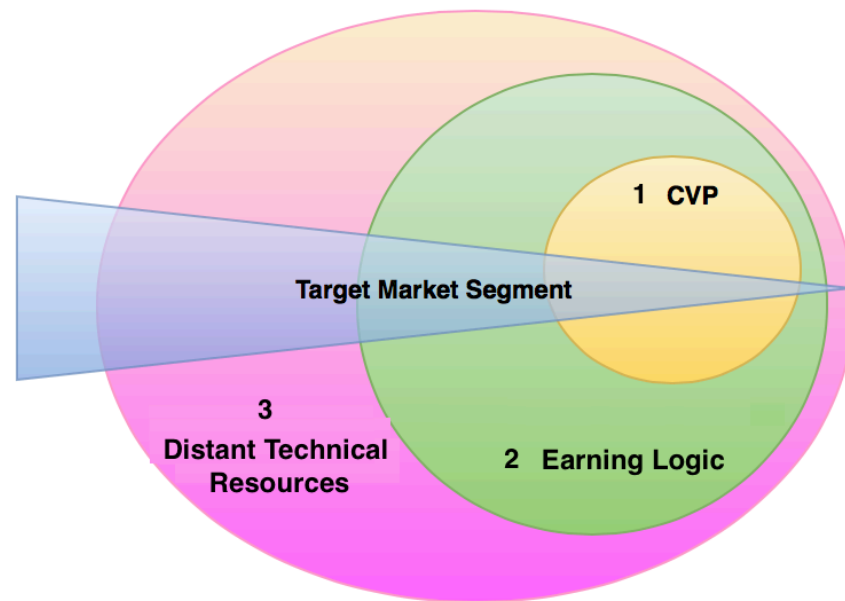 1 CVP
Target Market Segment
3
Distant Technical
Resources
2 Earning Logic